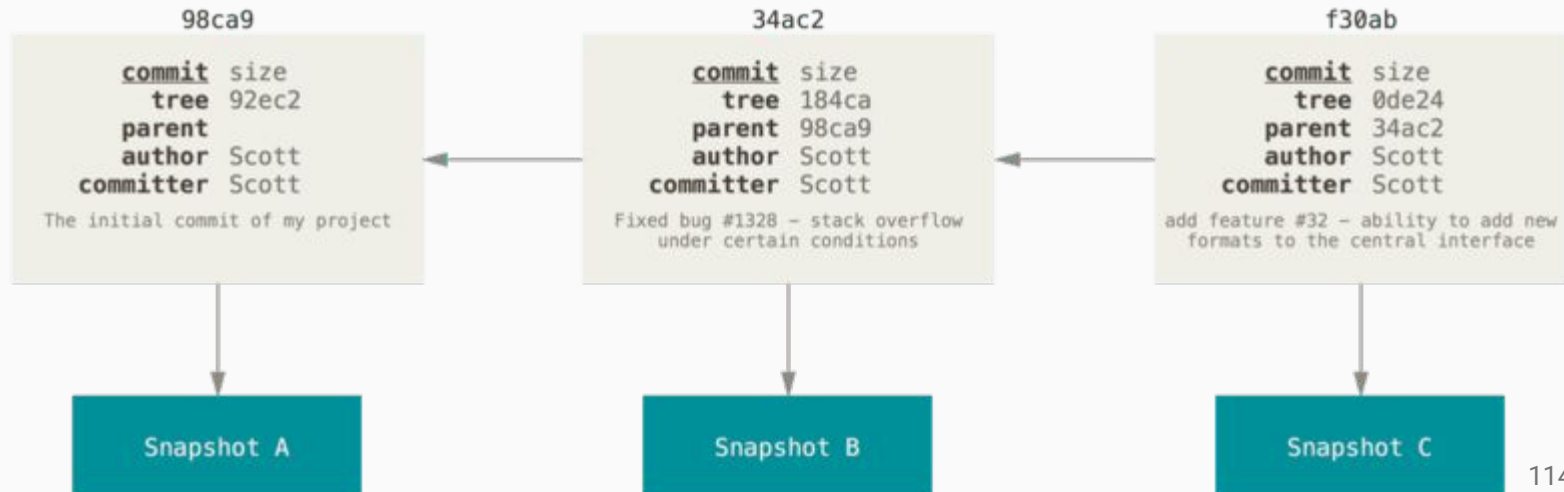 98ca9
commit size
tree 92ec2
parent
author Scott
committer Scott
The initial commit of my project
Snapshot A
34ac2
commit size
tree 184ca
parent 98ca9
author Scott
committer Scott
Fixed bug #1328 – stack overflow
under certain conditions
Snapshot B
f30ab
commit size
tree 0de24
parent 34ac2
author Scott
committer Scott
add feature #32 – ability to add new
formats to the central interface
Snapshot C
114